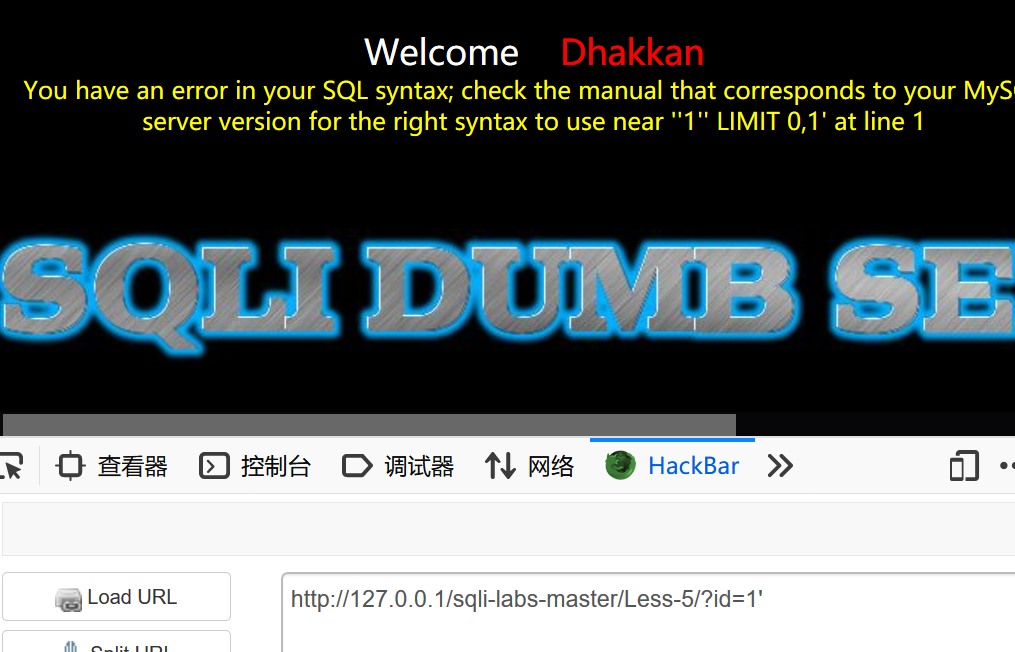 Welcome Dhakkan
You have an error in your SQL syntax; check the manual that corresponds to your MySQ
server version for the right syntax to use near ''1'' LIMIT 0,1' at line 1
SQLI DUMB SE
查看器 控制台 调试器 网络 HackBar
Load URL
http://127.0.0.1/sqli-labs-master/Less-5/?id=1'
Split URL